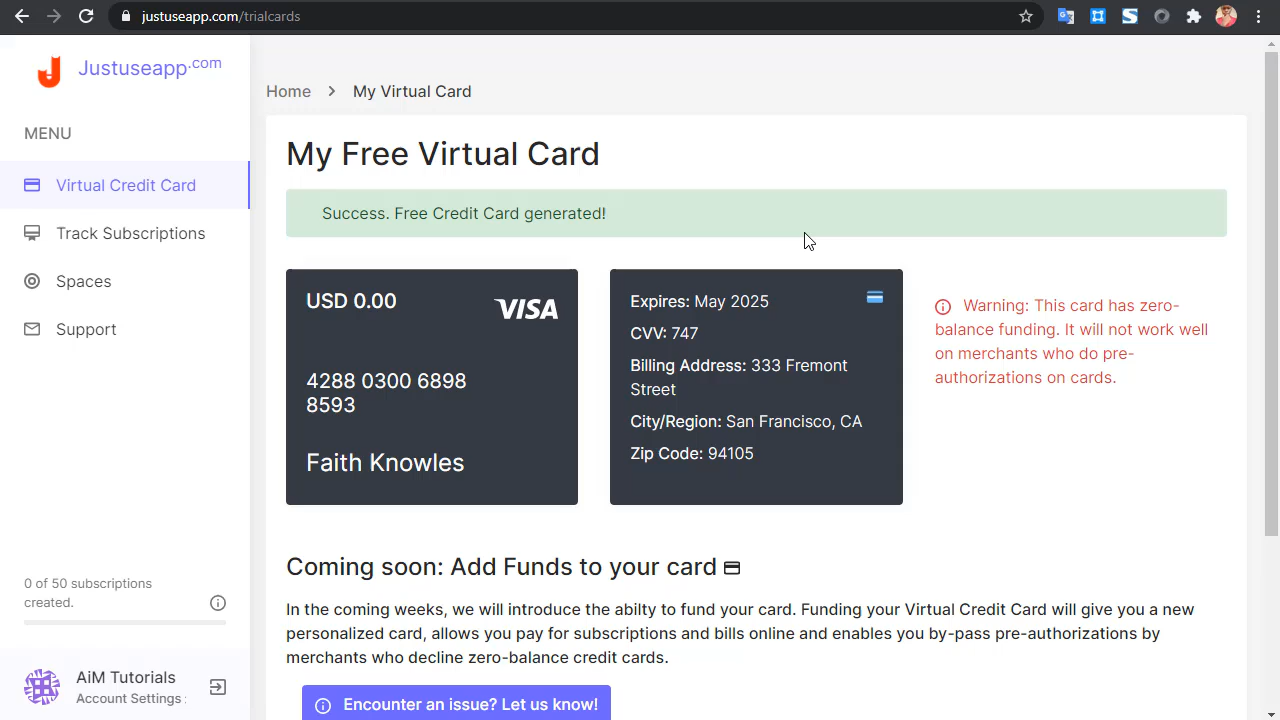 justuseapp.com/trialcards
Justuseapp.com
MENU
Virtual Credit Card
Track Subscriptions
Spaces
Support
0 of 50 subscriptions
created.
AiM Tutorials
Account Settings :
Home > My Virtual Card
My Free Virtual Card
Success. Free Credit Card generated!
USD 0.00
VISA
4288 0300 6898
8593
Faith Knowles
Expires: May 2025
CVV: 747
Billing Address: 333 Fremont
Street
City/Region: San Francisco, CA
Zip Code: 94105
Warning: This card has zero-
balance funding. It will not work well
on merchants who do pre-
authorizations on cards.
Coming soon: Add Funds to your card
In the coming weeks, we will introduce the abilty to fund your card. Funding your Virtual Credit Card will give you a new
personalized card, allows you pay for subscriptions and bills online and enables you by-pass pre-authorizations by
merchants who decline zero-balance credit cards.
Encounter an issue? Let us know!